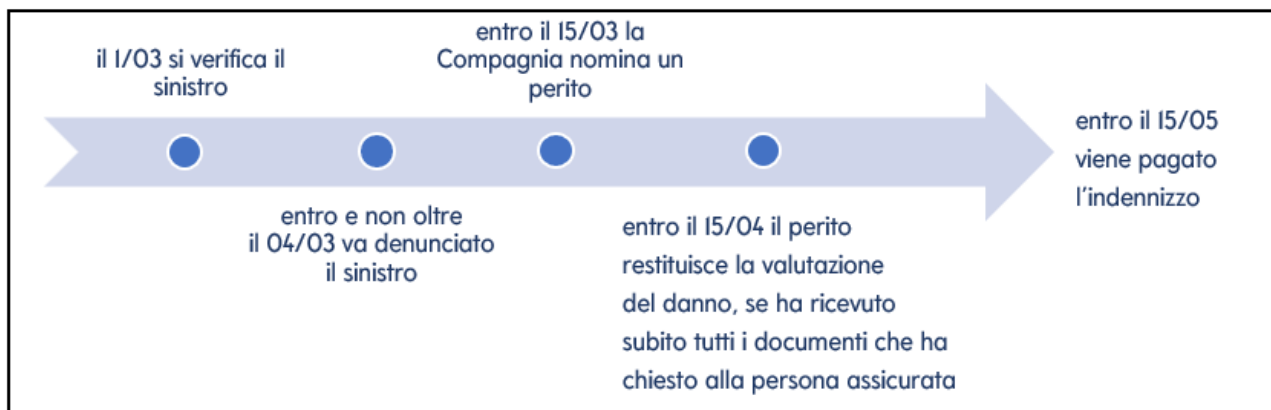 il 1/03 si verifica il
sinistro
entro e non oltre
il 04/03 va denunciato
il sinistro
entro il 15/03 la
Compagnia nomina un
perito
entro il 15/04 il perito
restituisce la valutazione
del danno, se ha ricevuto
subito tutti i documenti che ha
chiesto alla persona assicurata
entro il 15/05
viene pagato
l'indennizzo